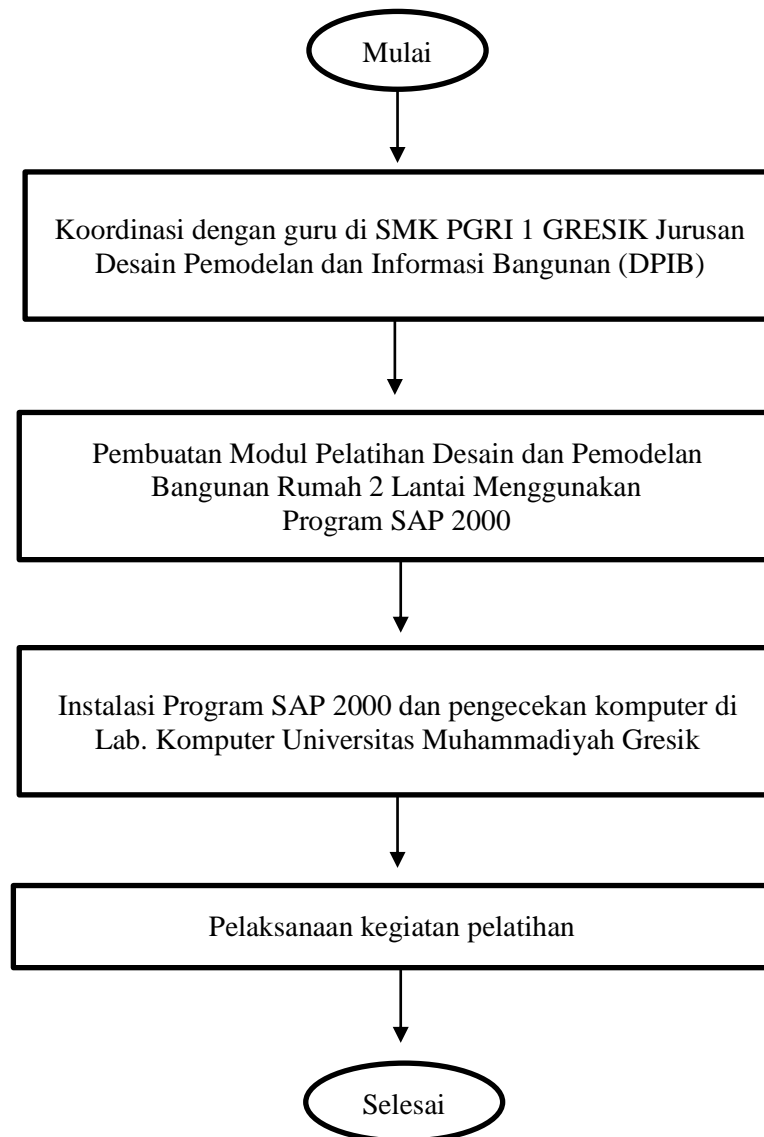 Mulai
Koordinasi dengan guru di SMK PGRI 1 GRESIK Jurusan
Desain Pemodelan dan Informasi Bangunan (DPIB)
Pembuatan Modul Pelatihan Desain dan Pemodelan
Bangunan Rumah 2 Lantai Menggunakan
Program SAP 2000
Instalasi Program SAP 2000 dan pengecekan komputer di
Lab. Komputer Universitas Muhammadiyah Gresik
Pelaksanaan kegiatan pelatihan
Selesai